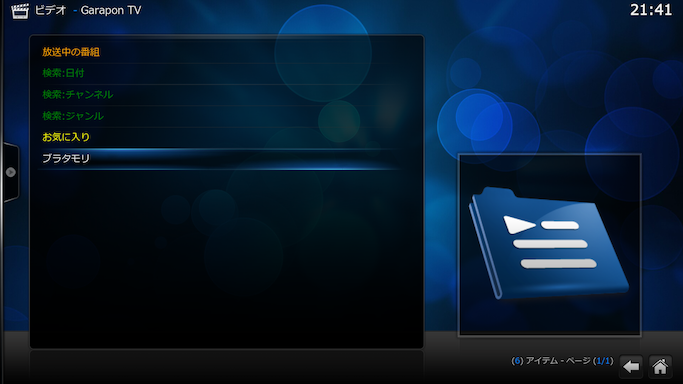 ビデオ - Garapon TV
21:41
放送中の番組
検索:日付
検索:チャンネル
検索:ジャンル
お気に入り
ブラタモリ
(6) アイテム - ページ (1/1)